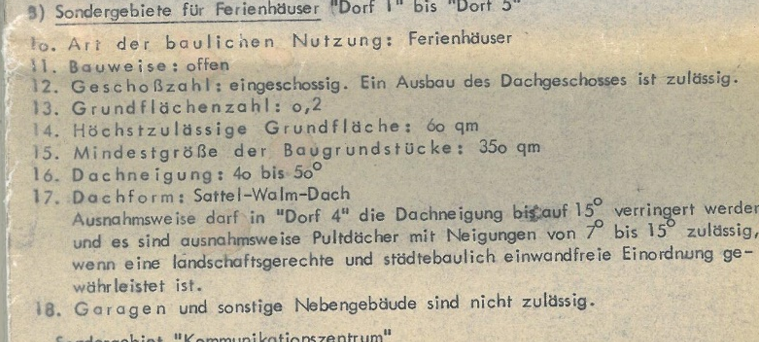 B) Sondergebiete für Ferienhäuser "Dorf 1" bis "Dorf 5"
1o. Art der baulichen Nutzung: Ferienhäuser
11. Bauweise: offen
12. Geschoßzahl: eingeschossig. Ein Ausbau des Dachgeschosses ist zulässig.
13. Grundflächenzahl: o,2
14. Höchstzulässige Grundfläche: 6o qm
15. Mindestgröße der Baugrundstücke: 35o qm
16. Dachneigung: 4o bis 5o°
17. Dachform: Sattel-Walm-Dach
Ausnahmsweise darf in "Dorf 4" die Dachneigung bis auf 15° verringert werden
und es sind ausnahmsweise Pultdächer mit Neigungen von 7° bis 15° zulässig,
wenn eine landschaftsgerechte und städtebaulich einwandfreie Einordnung ge-
währleistet ist.
18. Garagen und sonstige Nebengebäude sind nicht zulässig.
Sondergebiet "Kommunikationszentrum"